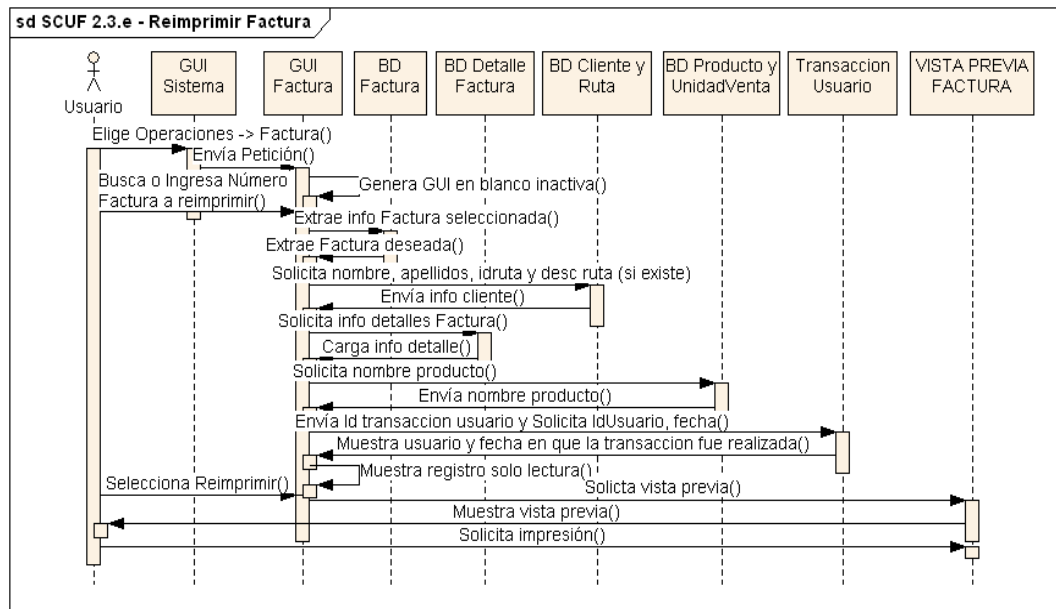 sd SCUF 2.3.e - Reimprimir Factura
Usuario
GUI
Sistema
GUI
Factura
BD
Factura
BD Detalle
Factura
BD Cliente y
Ruta
BD Producto y
UnidadVenta
Transaccion
Usuario
VISTA PREVIA
FACTURA
Elige Operaciones -> Factura()
Envía Petición()
Genera GUI en blanco inactiva()
Busca o Ingresa Número
Factura a reimprimir()
Extrae info Factura seleccionada()
Extrae Factura deseada()
Solicita nombre, apellidos, idruta y desc ruta (si existe)
Envía info cliente()
Solicita info detalles Factura()
Carga info detalle()
Solicita nombre producto()
Envía nombre producto()
Envía Id transaccion usuario y Solicita IdUsuario, fecha()
Muestra usuario y fecha en que la transaccion fue realizada()
Muestra registro solo lectura()
Selecciona Reimprimir()
Solicta vista previa()
Muestra vista previa()
Solicita impresión()